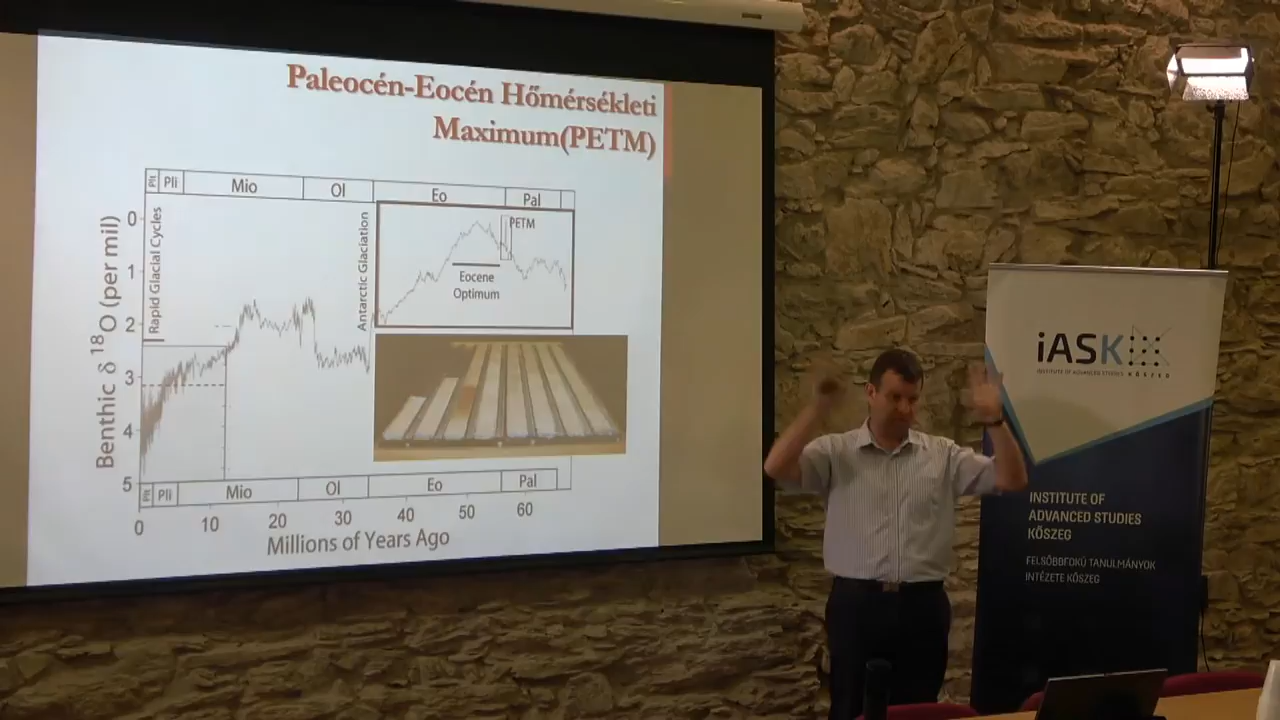 Paleocén-Eocén Hőmérsékleti
Maximum(PETM)
Plt Pli Mio Ol Eo Pal
Benthic δ 18O (per mil)
0
1
2
3
4
5
Rapid Glacial Cycles
Antarctic Glaciation
PETM
Eocene
Optimum
Plt Pli Mio Ol Eo Pal
0 10 20 30 40 50 60
Millions of Years Ago
iASK
INSTITUTE OF ADVANCED STUDIES KŐSZEG
INSTITUTE OF
ADVANCED STUDIES
KŐSZEG
FELSŐBBFOKÚ TANULMÁNYOK
INTÉZETE KŐSZEG